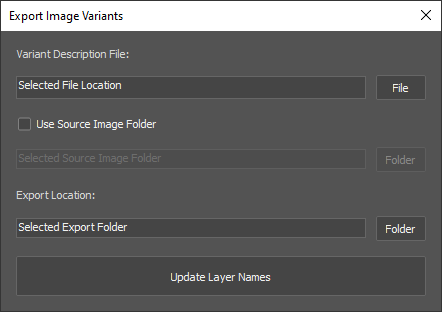 Export Image Variants
Variant Description File:
Selected File Location
File
Use Source Image Folder
Selected Source Image Folder
Folder
Export Location:
Selected Export Folder
Folder
Update Layer Names